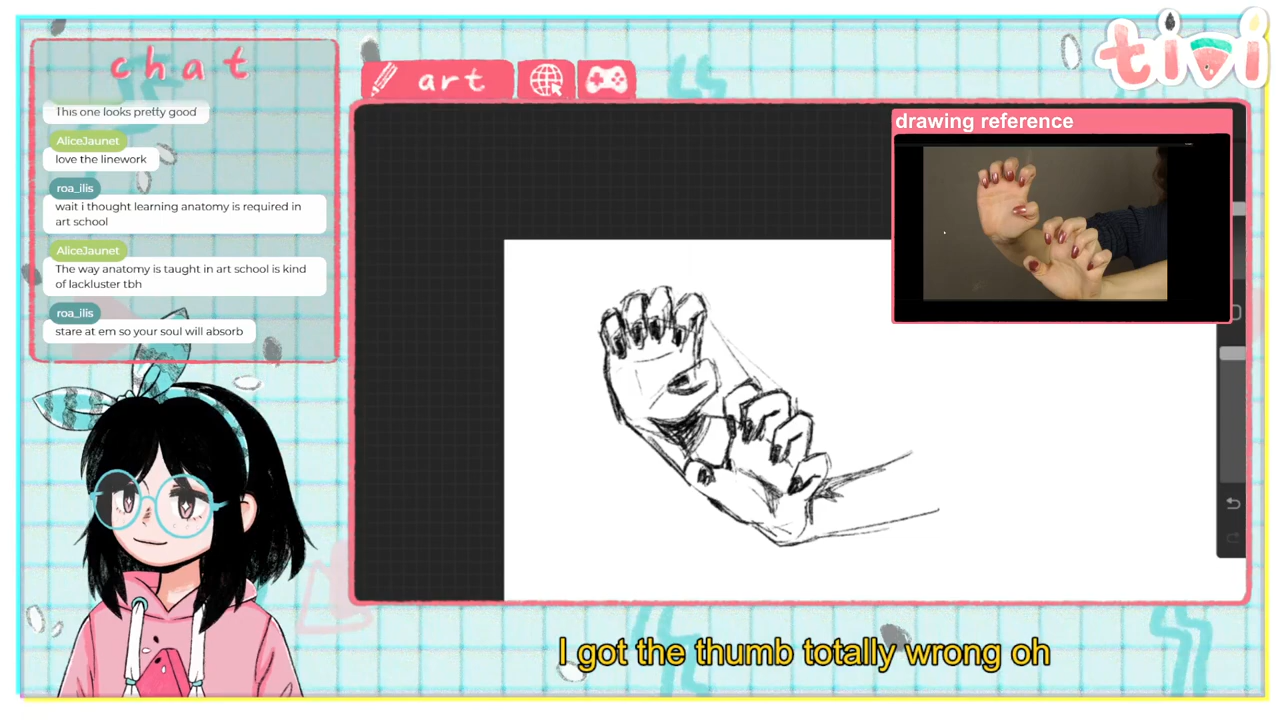 chat
This one looks pretty good
AliceJaunet
love the linework
roa_ilis
wait i thought learning anatomy is required in
art school
AliceJaunet
The way anatomy is taught in art school is kind
of lackluster tbh
roa_ilis
stare at em so your soul will absorb
art
tivi
drawing reference
I got the thumb totally wrong oh